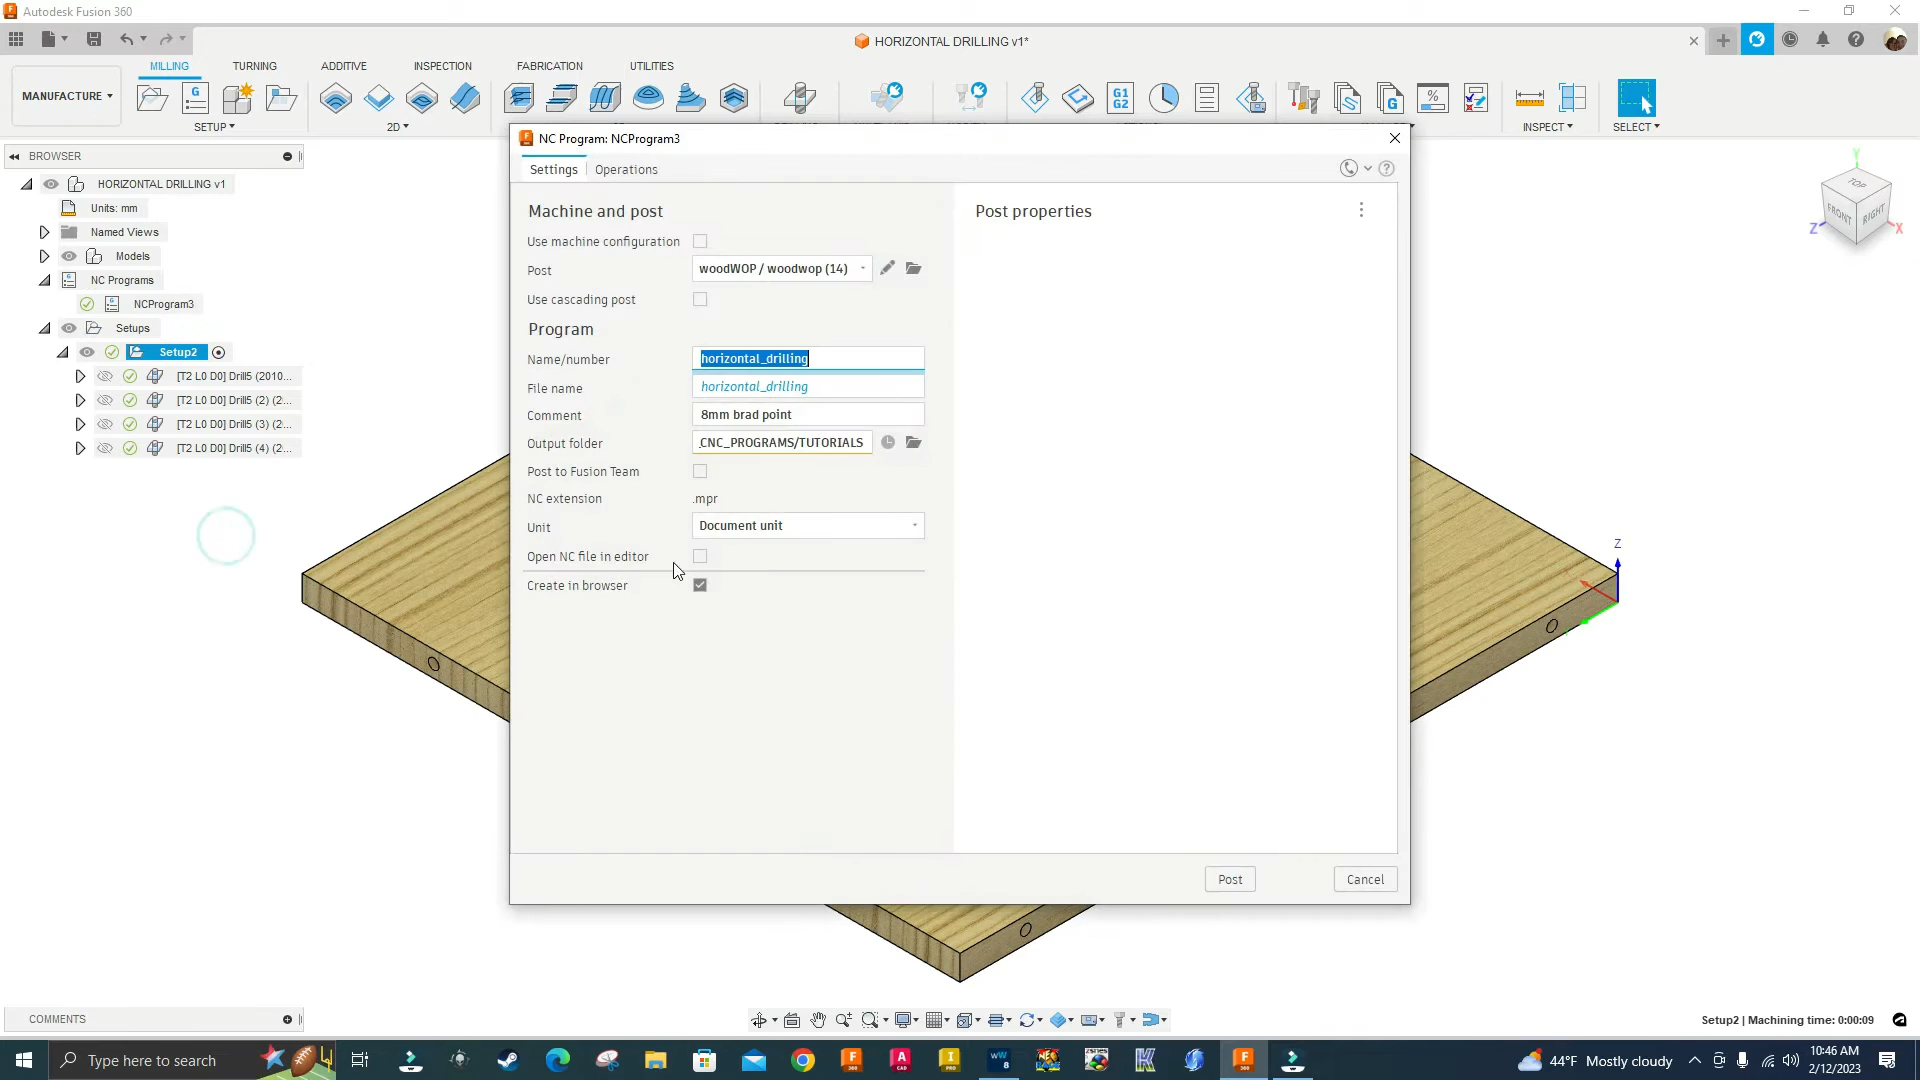 Autodesk Fusion 360
HORIZONTAL DRILLING v1*
MANUFACTURE
MILLING
TURNING
ADDITIVE
INSPECTION
FABRICATION
UTILITIES
SETUP
2D
INSPECT
SELECT
G1
G2
BROWSER
HORIZONTAL DRILLING v1
Units: mm
Named Views
Models
NC Programs
NCProgram3
Setups
Setup2
[T2 L0 D0] Drill5 (2010...
[T2 L0 D0] Drill5 (2) (2...
[T2 L0 D0] Drill5 (3) (2...
[T2 L0 D0] Drill5 (4) (2...
NC Program: NCProgram3
Settings
Operations
Machine and post
Use machine configuration
Post woodWOP / woodwop (14)
Use cascading post
Program
Name/number horizontal_drilling
File name horizontal_drilling
Comment 8mm brad point
Output folder CNC_PROGRAMS/TUTORIALS
Post to Fusion Team
NC extension .mpr
Unit Document unit
Open NC file in editor
Create in browser
Post properties
Post
Cancel
TOP
FRONT
RIGHT
Y
Z
X
Z
COMMENTS
Setup2 | Machining time: 0:00:09
Type here to search
44°F Mostly cloudy
10:46 AM
2/12/2023